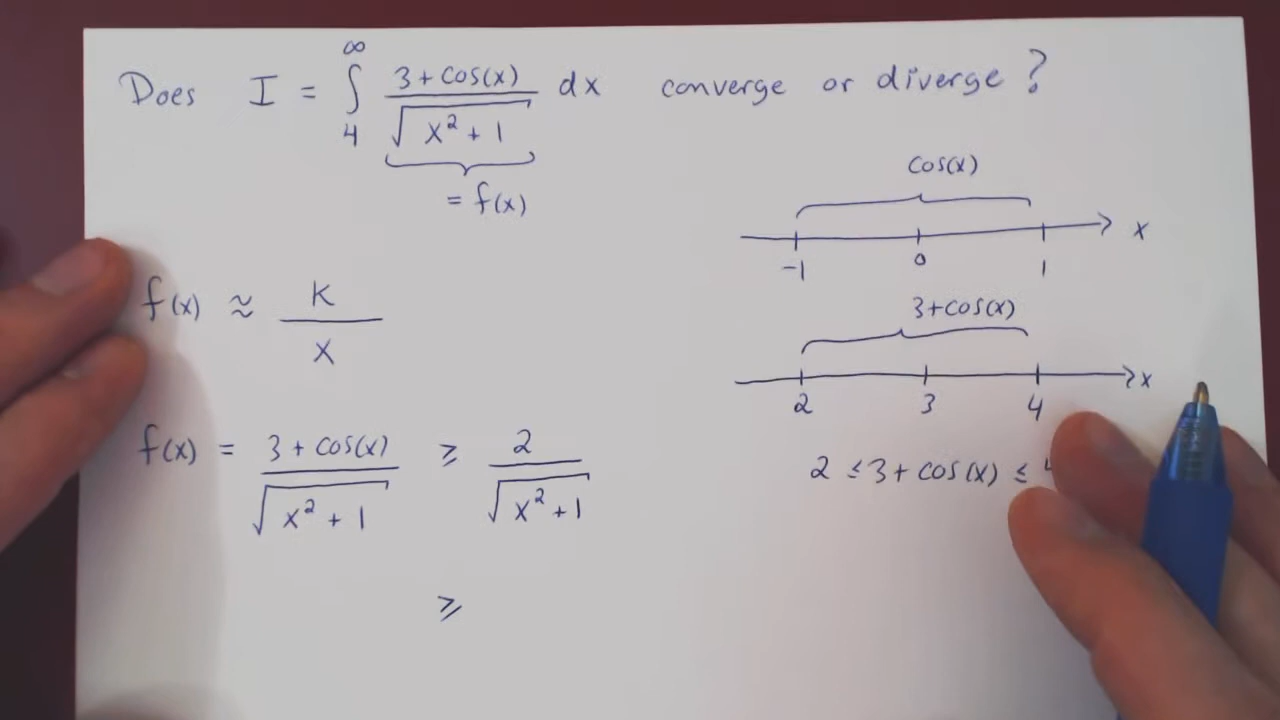 Does I = ∫₄^∞ (3 + cos(x)) / √(x² + 1) dx converge or diverge?
= f(x)
cos(x)
-1 0 1 x
f(x) ≈ K / x
3+cos(x)
2 3 4 x
f(x) = (3 + cos(x)) / √(x² + 1) ≥ 2 / √(x² + 1)
2 ≤ 3 + cos(x) ≤
≥